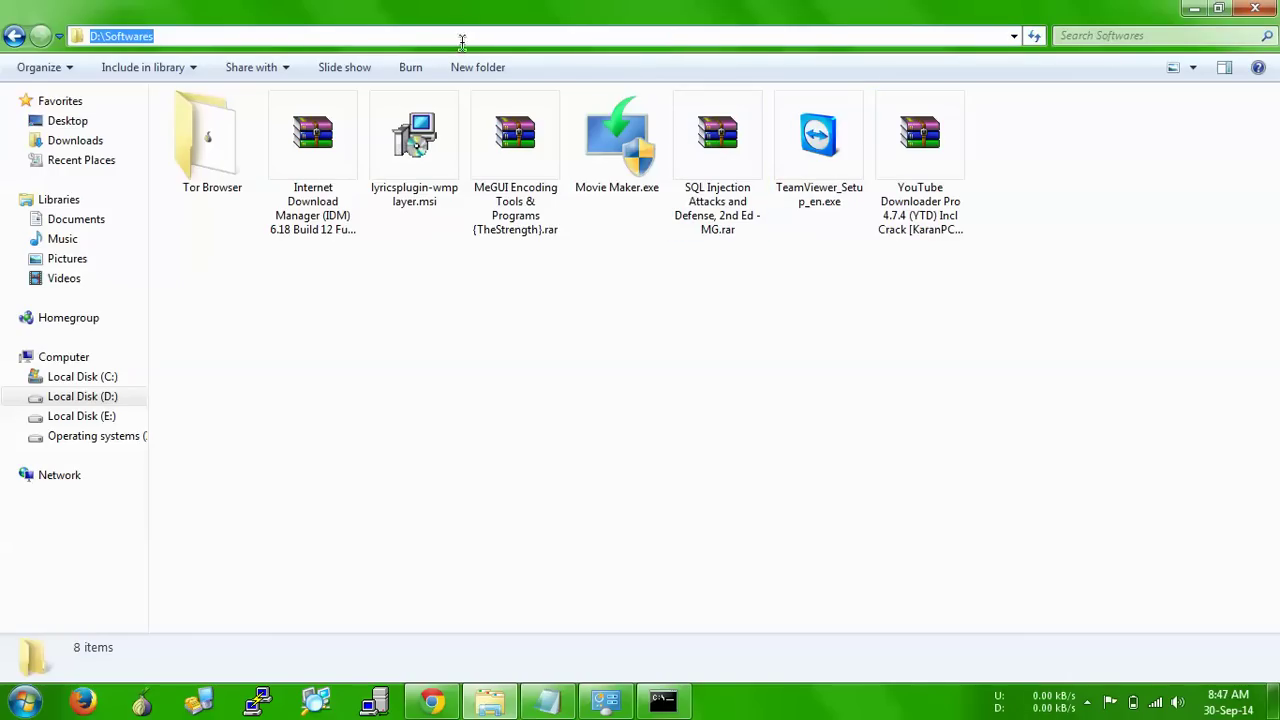 D:\Softwares
Search Softwares
Organize Include in library Share with Slide show Burn New folder
Favorites
Desktop
Downloads
Recent Places
Libraries
Documents
Music
Pictures
Videos
Homegroup
Computer
Local Disk (C:)
Local Disk (D:)
Local Disk (E:)
Operating systems (
Network
Tor Browser
Internet
Download
Manager (IDM)
6.18 Build 12 Fu...
lyricsplugin-wmp
layer.msi
MeGUI Encoding
Tools &
Programs
{TheStrength}.rar
Movie Maker.exe
SQL Injection
Attacks and
Defense, 2nd Ed -
MG.rar
TeamViewer_Setu
p_en.exe
YouTube
Downloader Pro
4.7.4 (YTD) Incl
Crack [KaranPC...
8 items
U: 0.00 kB/s
D: 0.00 kB/s
8:47 AM
30-Sep-14